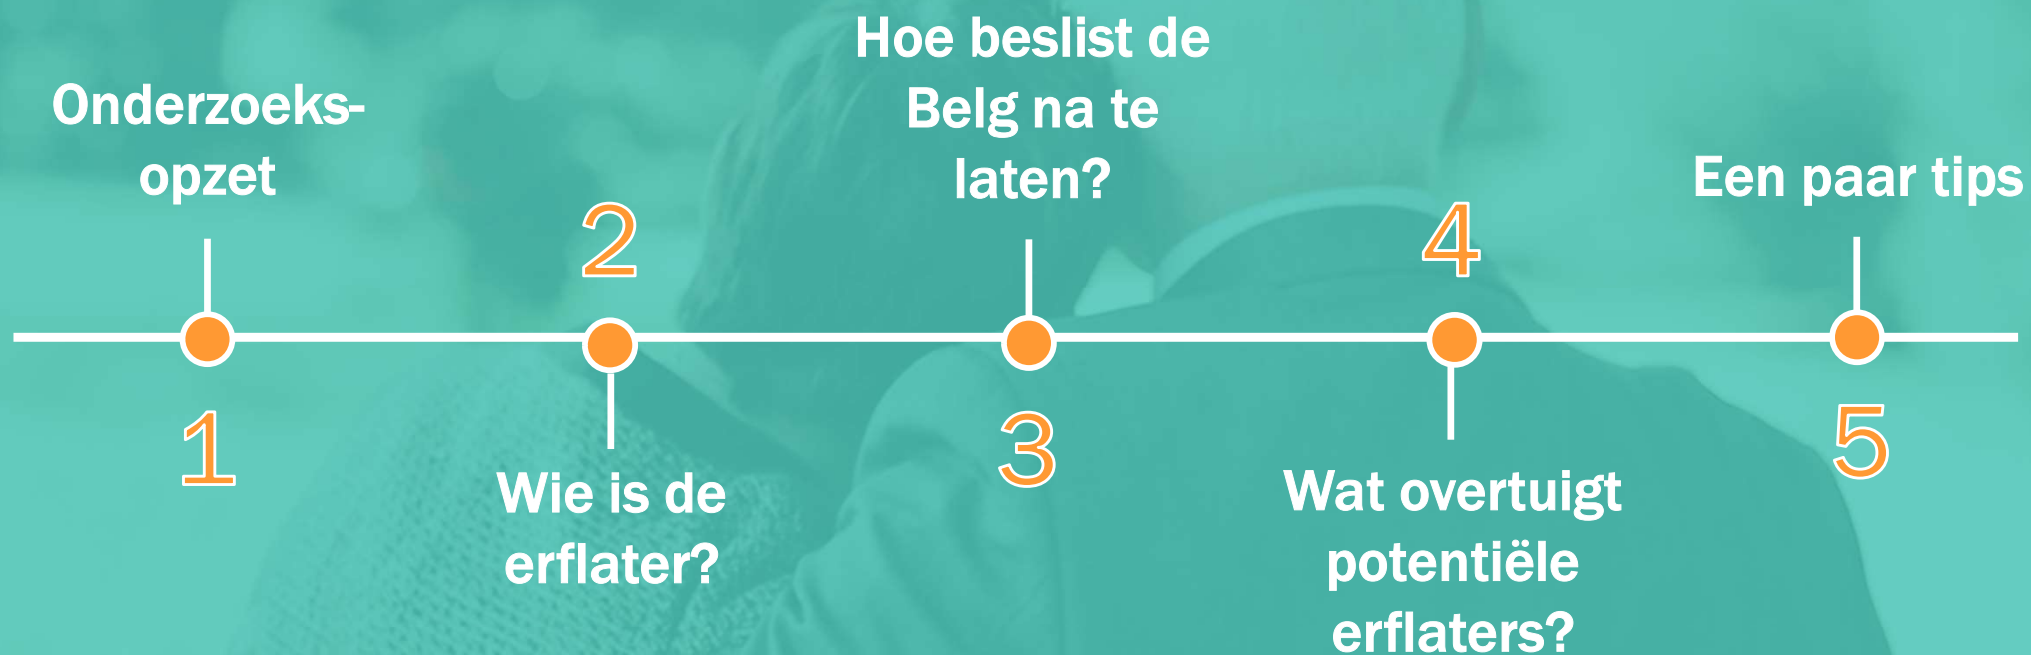 Onderzoeks-
opzet
1
2
Wie is de
erflater?
Hoe beslist de
Belg na te
laten?
3
4
Wat overtuigt
potentiële
erflaters?
Een paar tips
5